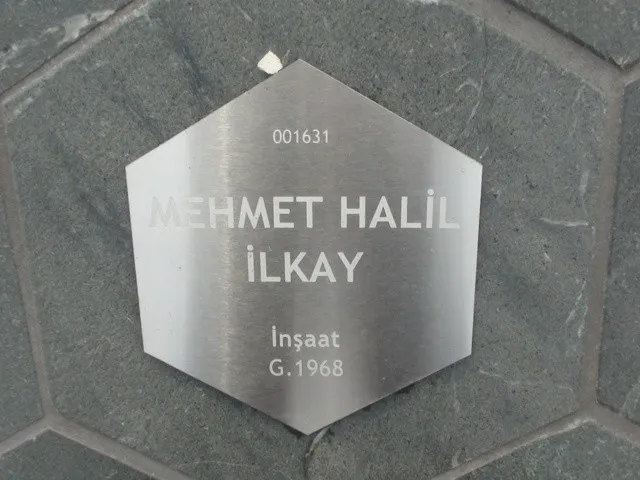 001631
MEHMET HALİL
İLKAY
İnşaat
G.1968